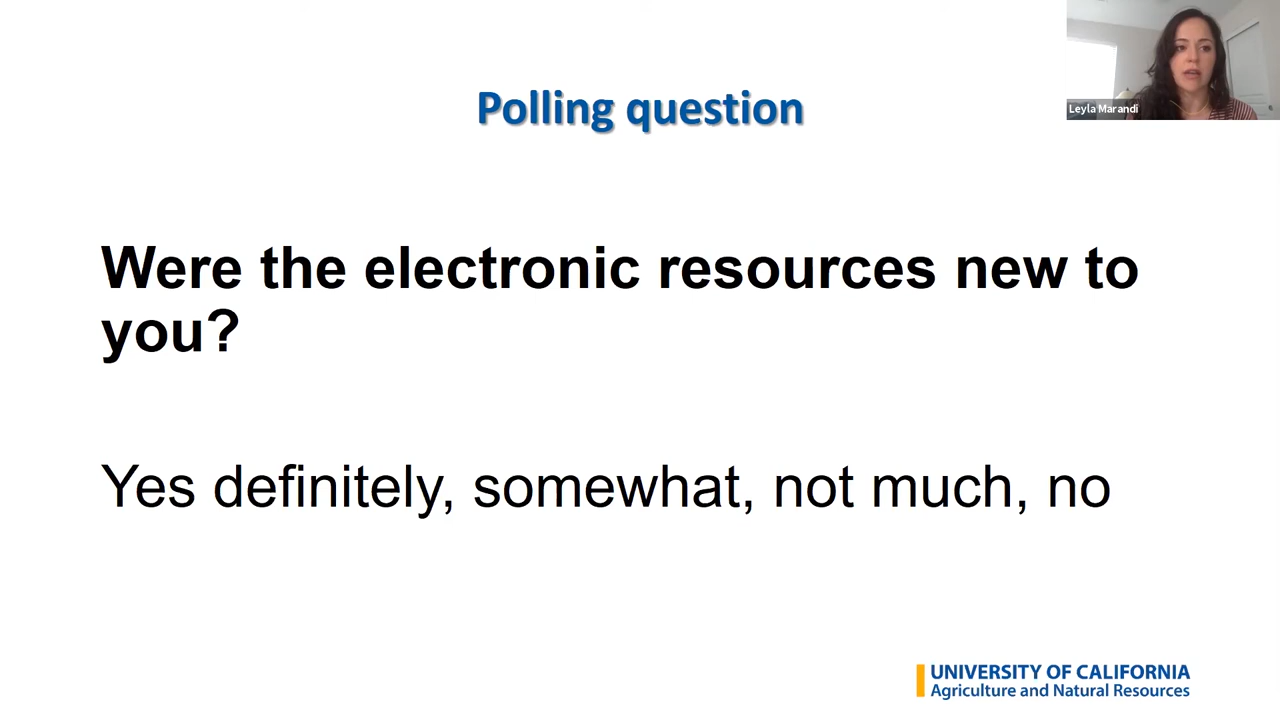 Leyla Marandi
Polling question
Were the electronic resources new to
you?
Yes definitely, somewhat, not much, no
UNIVERSITY OF CALIFORNIA
Agriculture and Natural Resources